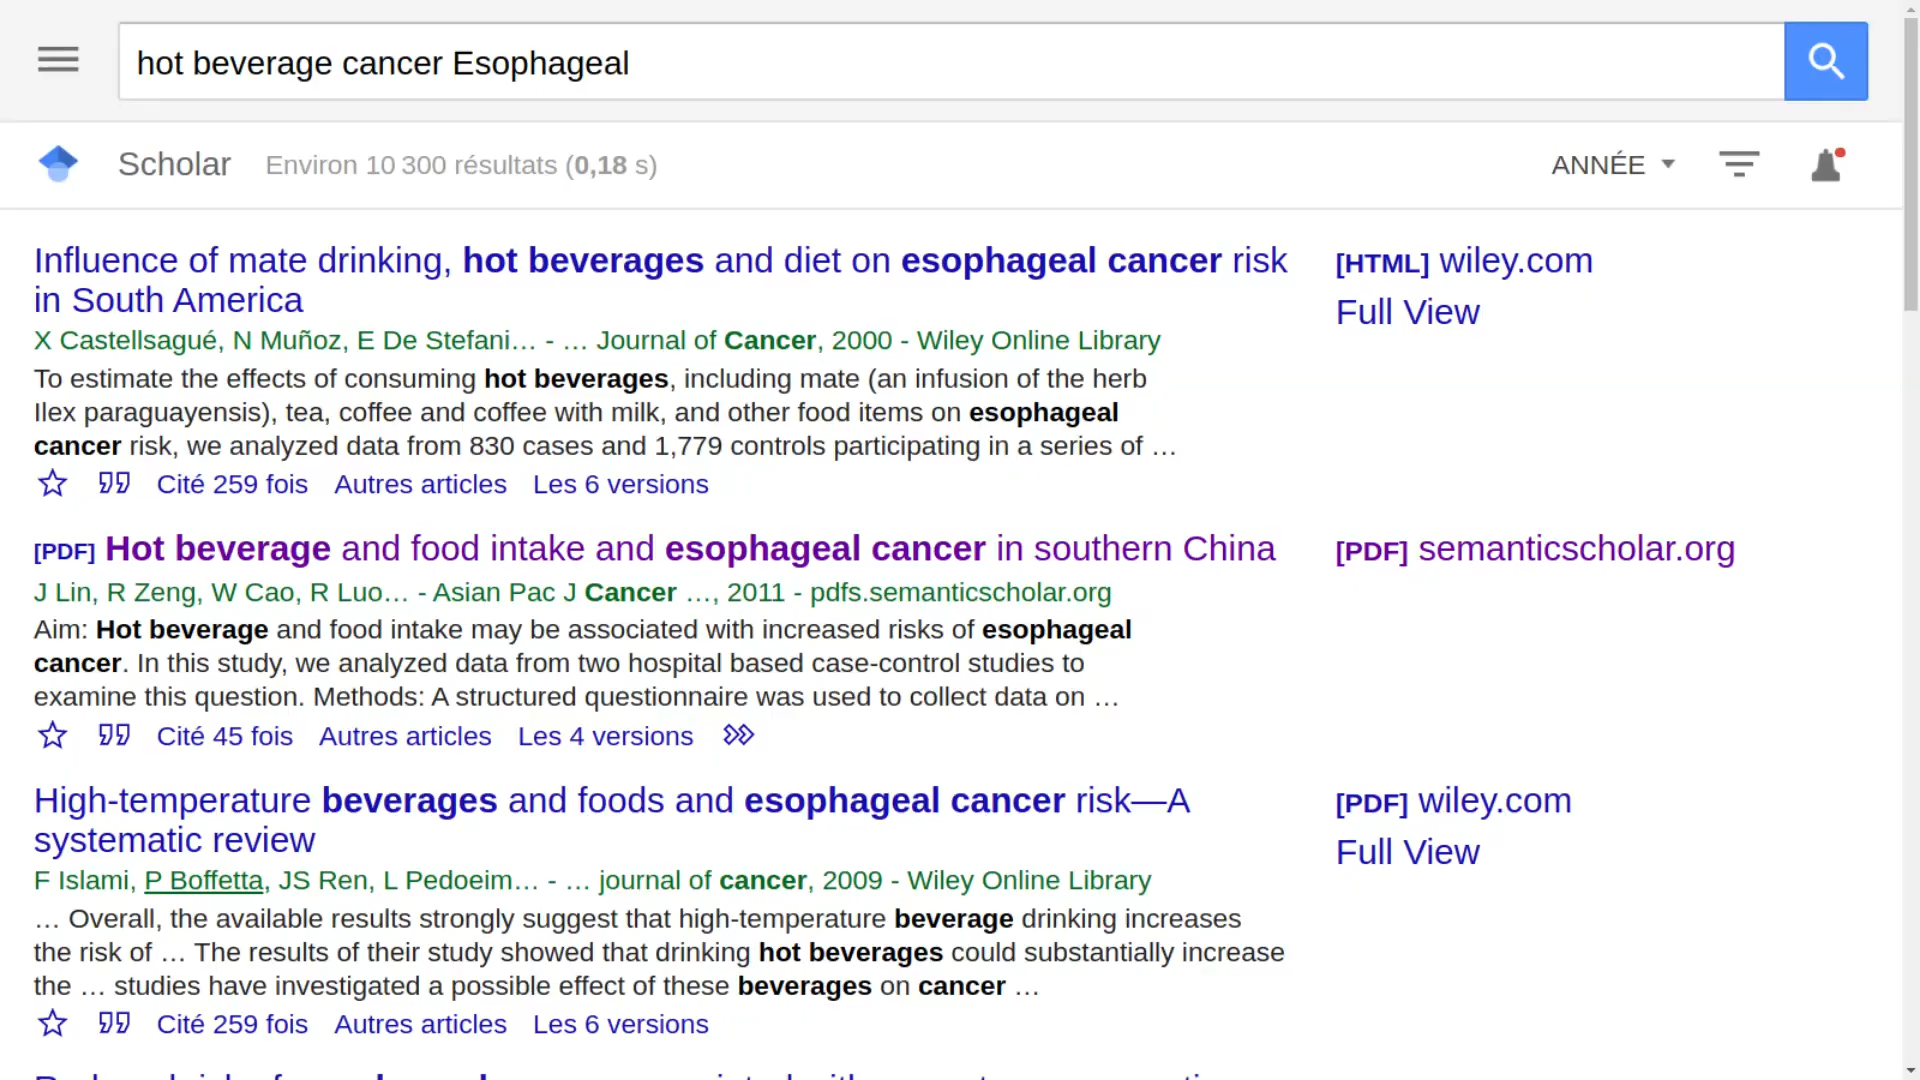 hot beverage cancer Esophageal
Scholar Environ 10 300 résultats (0,18 s) ANNÉE
Influence of mate drinking, hot beverages and diet on esophageal cancer risk
in South America
[HTML] wiley.com
Full View
X Castellsagué, N Muñoz, E De Stefani… - … Journal of Cancer, 2000 - Wiley Online Library
To estimate the effects of consuming hot beverages, including mate (an infusion of the herb
Ilex paraguayensis), tea, coffee and coffee with milk, and other food items on esophageal
cancer risk, we analyzed data from 830 cases and 1,779 controls participating in a series of …
Cité 259 fois Autres articles Les 6 versions
[PDF] Hot beverage and food intake and esophageal cancer in southern China
[PDF] semanticscholar.org
J Lin, R Zeng, W Cao, R Luo… - Asian Pac J Cancer …, 2011 - pdfs.semanticscholar.org
Aim: Hot beverage and food intake may be associated with increased risks of esophageal
cancer. In this study, we analyzed data from two hospital based case-control studies to
examine this question. Methods: A structured questionnaire was used to collect data on …
Cité 45 fois Autres articles Les 4 versions
High-temperature beverages and foods and esophageal cancer risk—A
systematic review
[PDF] wiley.com
Full View
F Islami, P Boffetta, JS Ren, L Pedoeim… - … journal of cancer, 2009 - Wiley Online Library
… Overall, the available results strongly suggest that high-temperature beverage drinking increases
the risk of … The results of their study showed that drinking hot beverages could substantially increase
the … studies have investigated a possible effect of these beverages on cancer …
Cité 259 fois Autres articles Les 6 versions